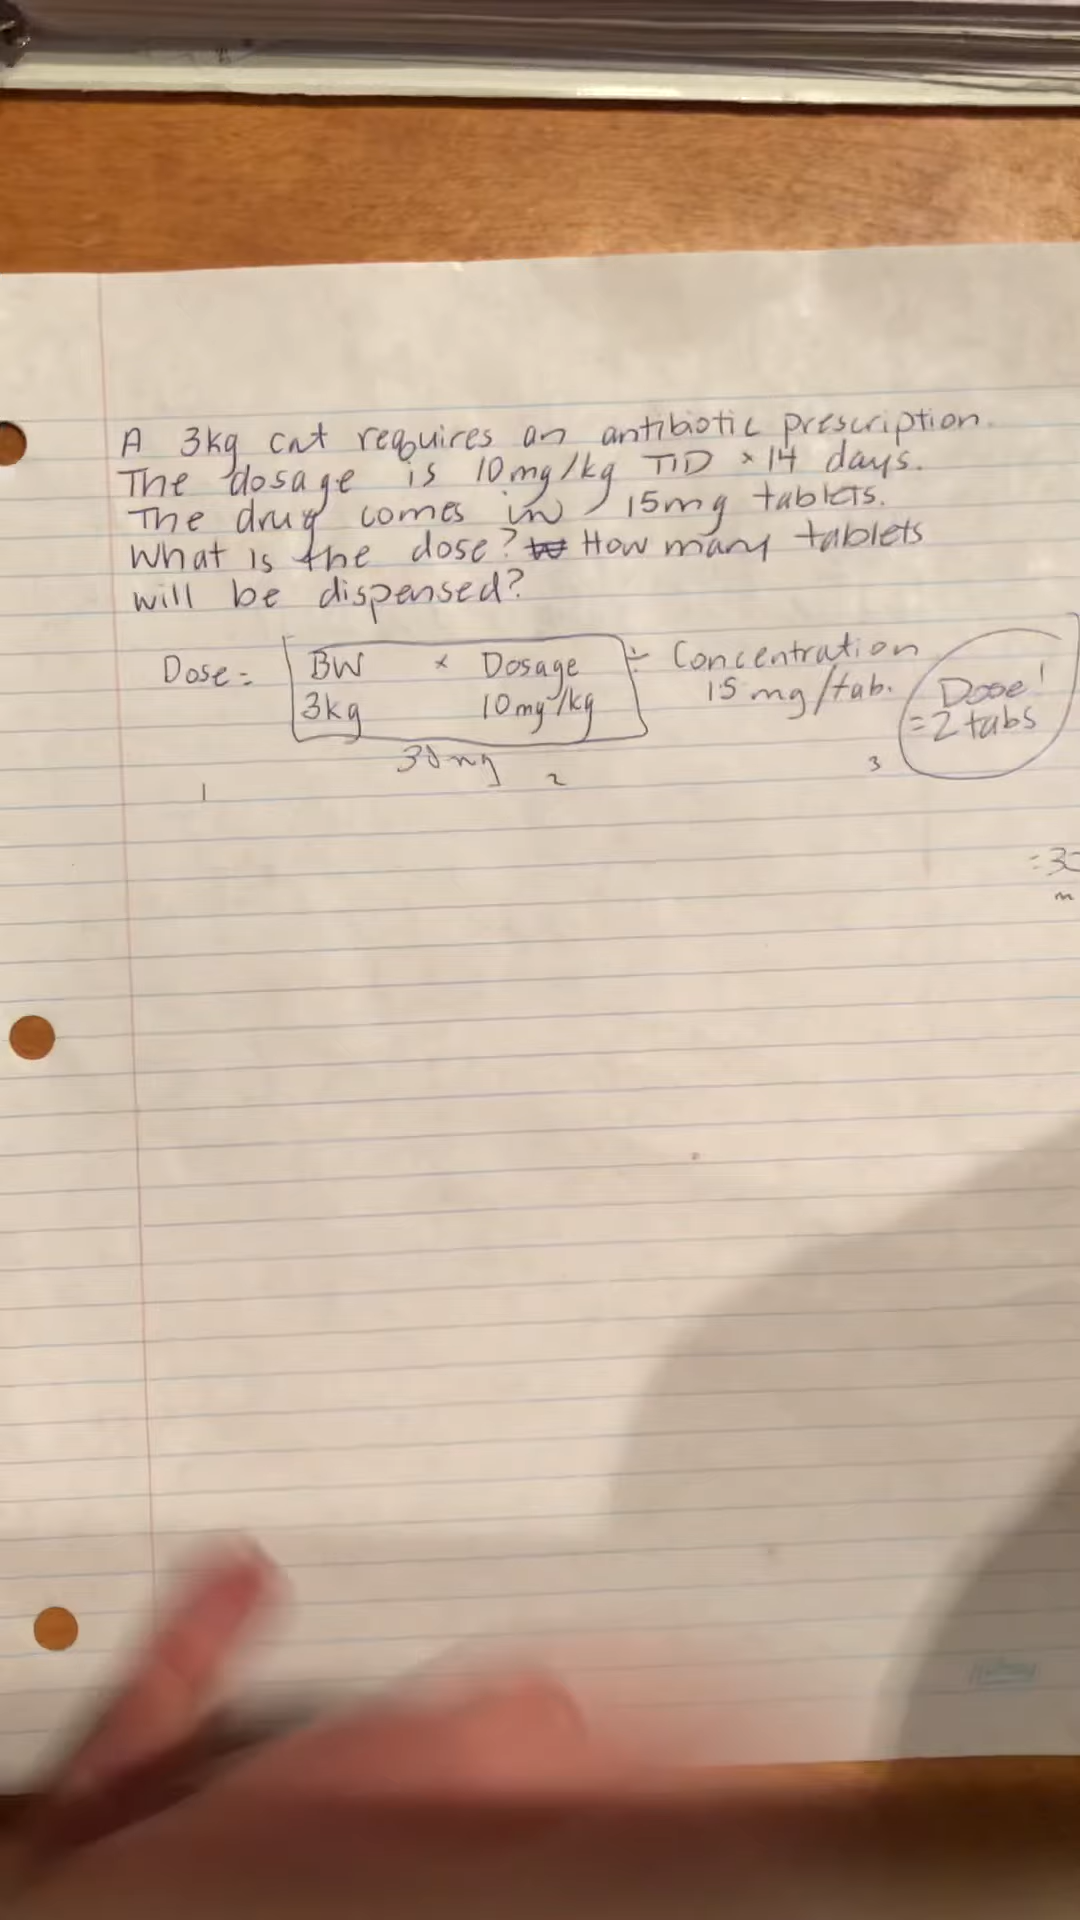 A 3kg cat requires an antibiotic prescription.
The dosage is 10mg/kg TID × 14 days.
The drug comes in 15mg tablets.
What is the dose? How many tablets
will be dispensed?
Dose = BW × Dosage ÷ Concentration
3kg 10mg/kg 15mg/tab.
Dose!
= 2 tabs
30mg
1 2 3
= 30
m